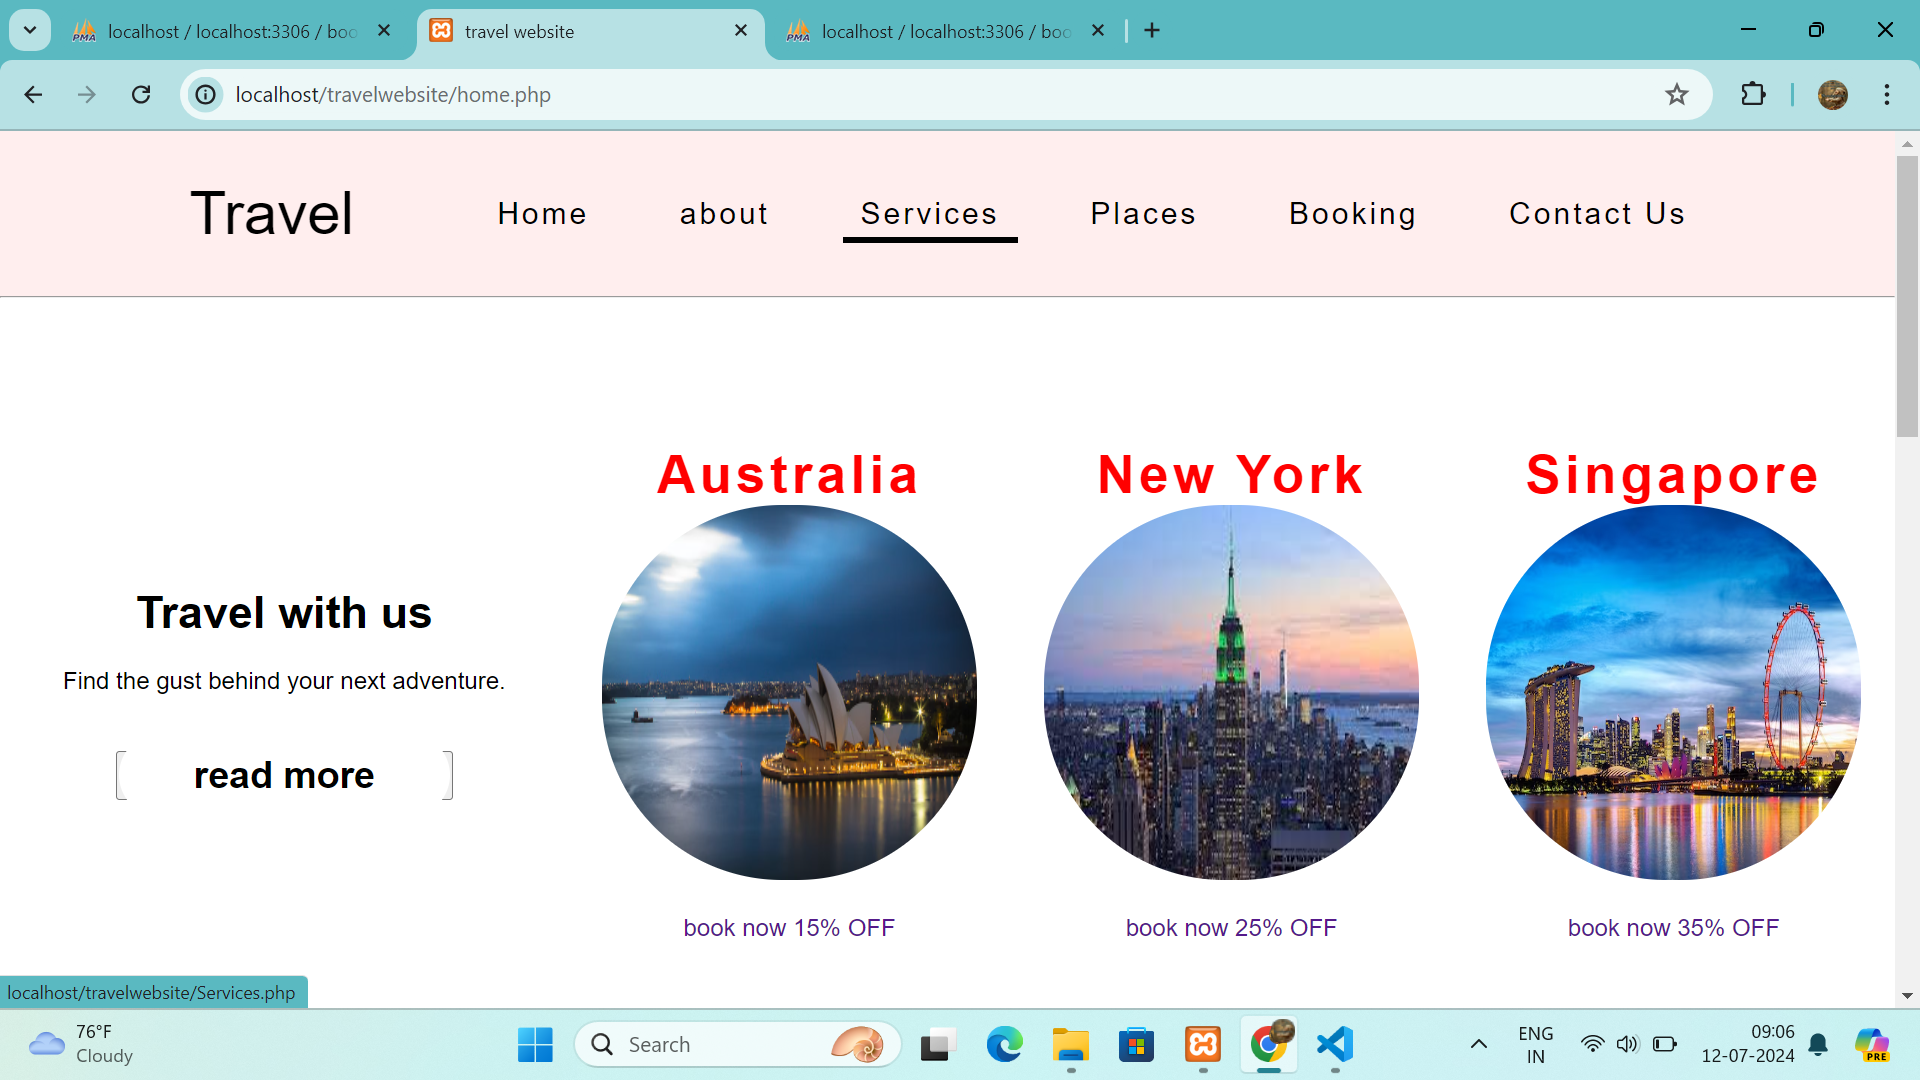 localhost / localhost:3306 / boo
travel website
localhost / localhost:3306 / boo
localhost/travelwebsite/home.php
Travel
Home
about
Services
Places
Booking
Contact Us
Australia
New York
Singapore
Travel with us
Find the gust behind your next adventure.
read more
book now 15% OFF
book now 25% OFF
book now 35% OFF
localhost/travelwebsite/Services.php
76°F
Cloudy
Search
ENG
IN
09:06
12-07-2024
PRE